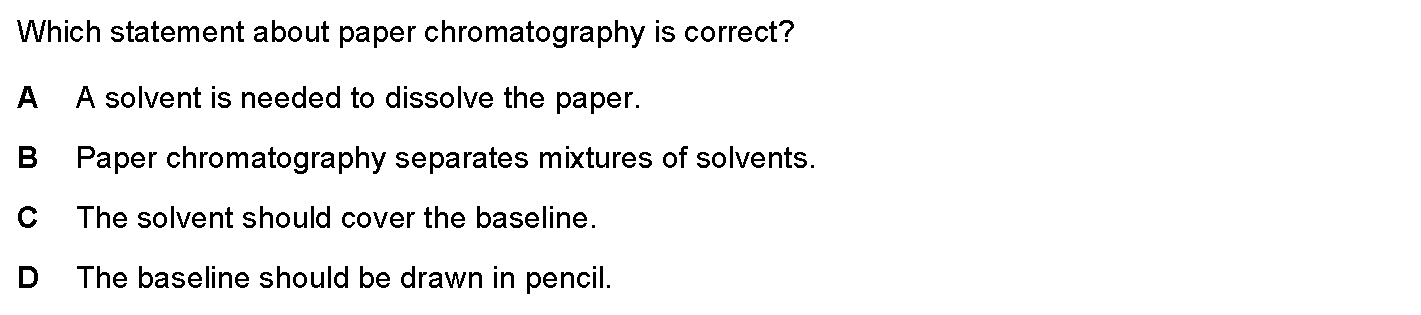 Which statement about paper chromatography is correct?
A A solvent is needed to dissolve the paper.
B Paper chromatography separates mixtures of solvents.
C The solvent should cover the baseline.
D The baseline should be drawn in pencil.